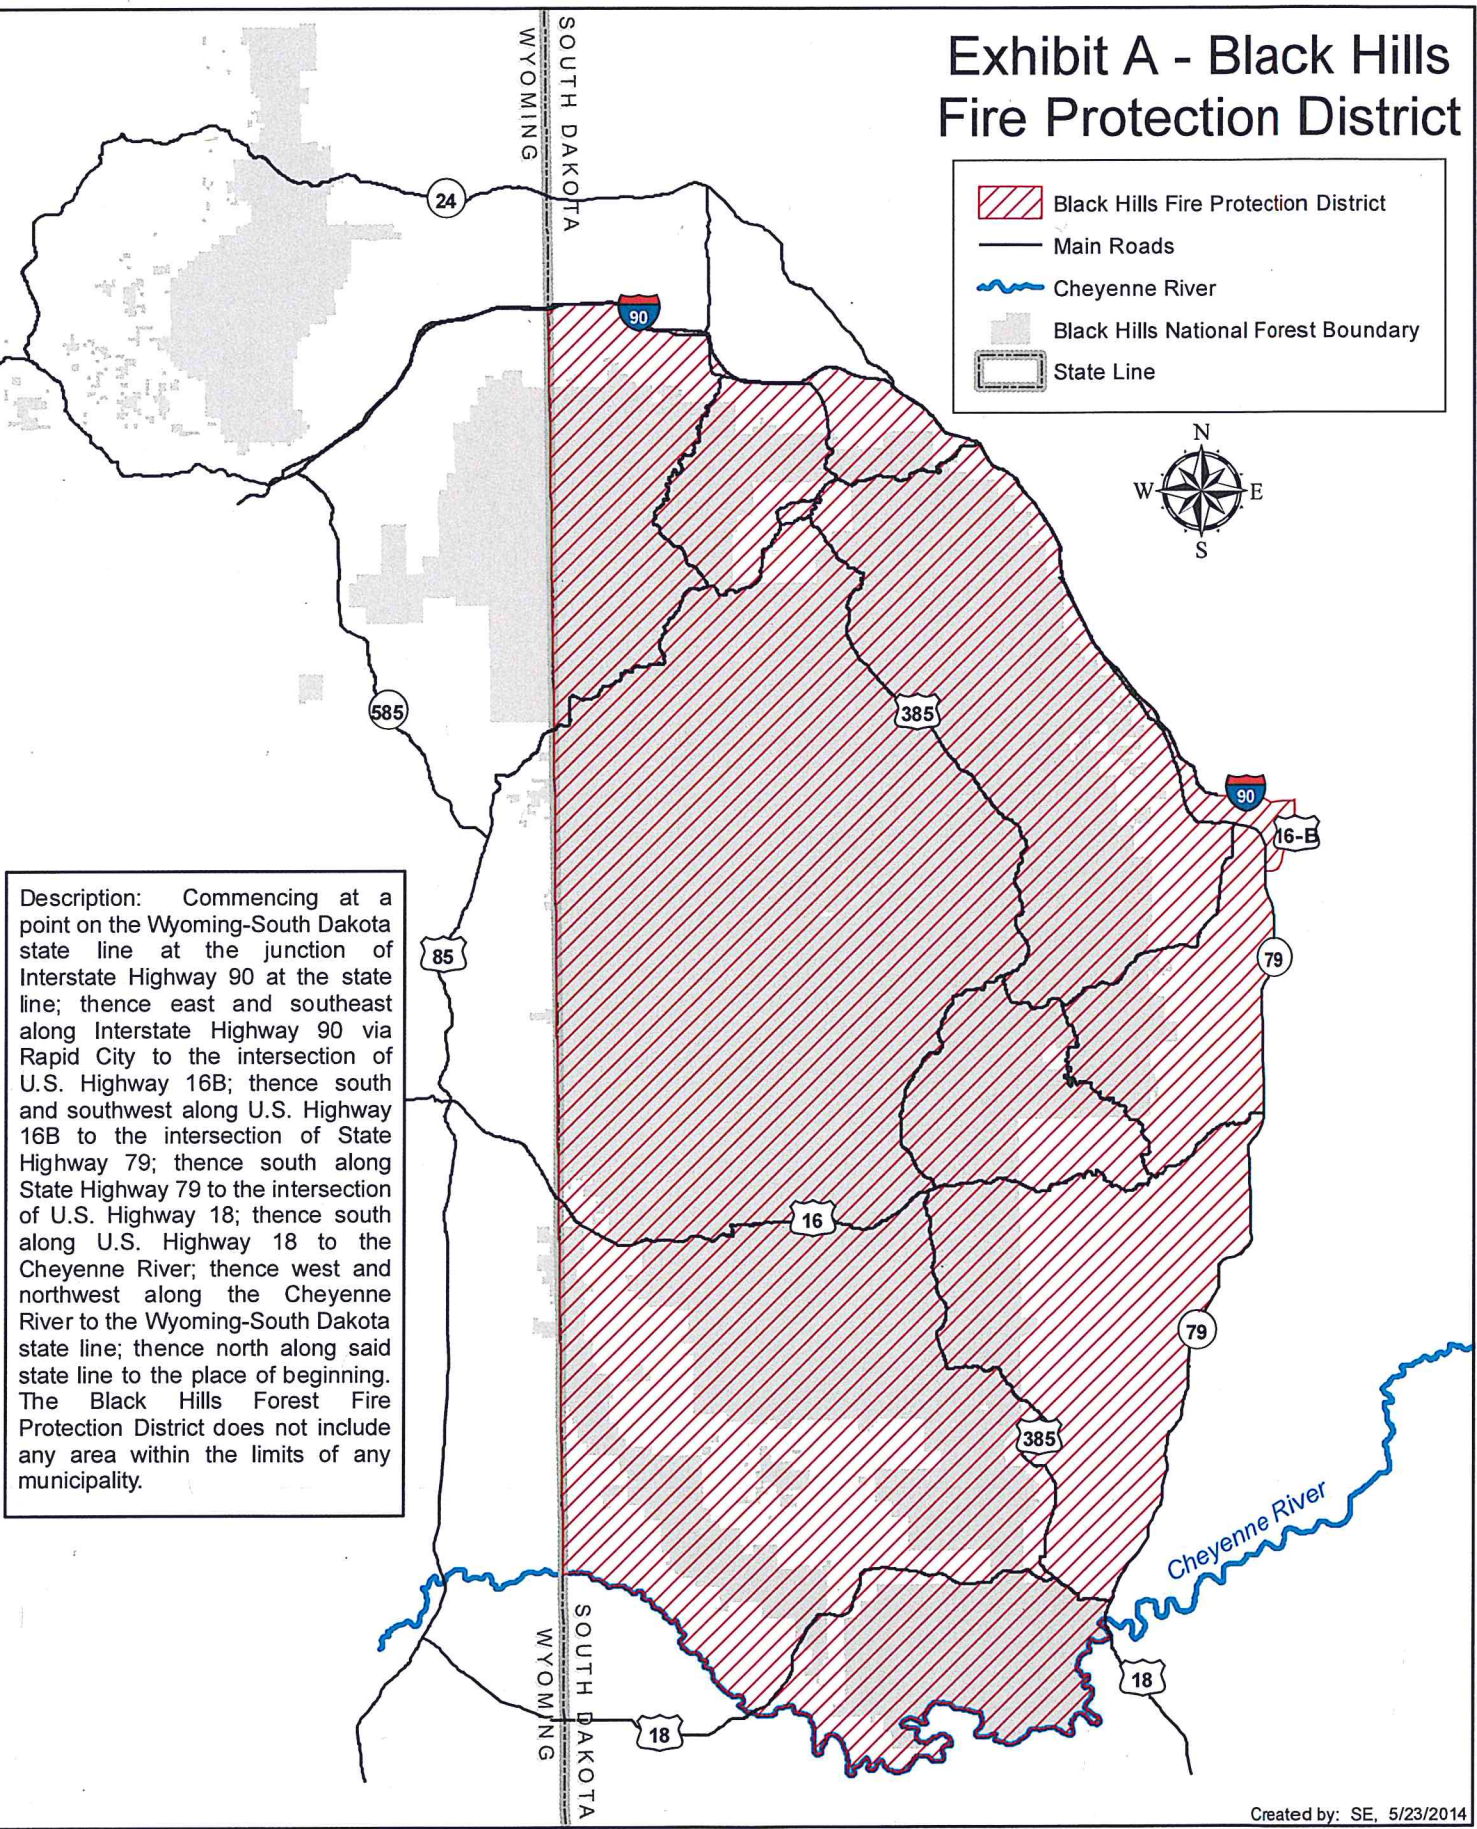 Exhibit A - Black Hills
Fire Protection District
Black Hills Fire Protection District
Main Roads
Cheyenne River
Black Hills National Forest Boundary
State Line
N
W
E
S
WYOMING
SOUTH DAKOTA
24
90
585
385
90
16-B
85
79
16
79
385
Description: Commencing at a
point on the Wyoming-South Dakota
state line at the junction of
Interstate Highway 90 at the state
line; thence east and southeast
along Interstate Highway 90 via
Rapid City to the intersection of
U.S. Highway 16B; thence south
and southwest along U.S. Highway
16B to the intersection of State
Highway 79; thence south along
State Highway 79 to the intersection
of U.S. Highway 18; thence south
along U.S. Highway 18 to the
Cheyenne River; thence west and
northwest along the Cheyenne
River to the Wyoming-South Dakota
state line; thence north along said
state line to the place of beginning.
The Black Hills Forest Fire
Protection District does not include
any area within the limits of any
municipality.
Cheyenne River
18
18
WYOMING
SOUTH DAKOTA
Created by: SE, 5/23/2014